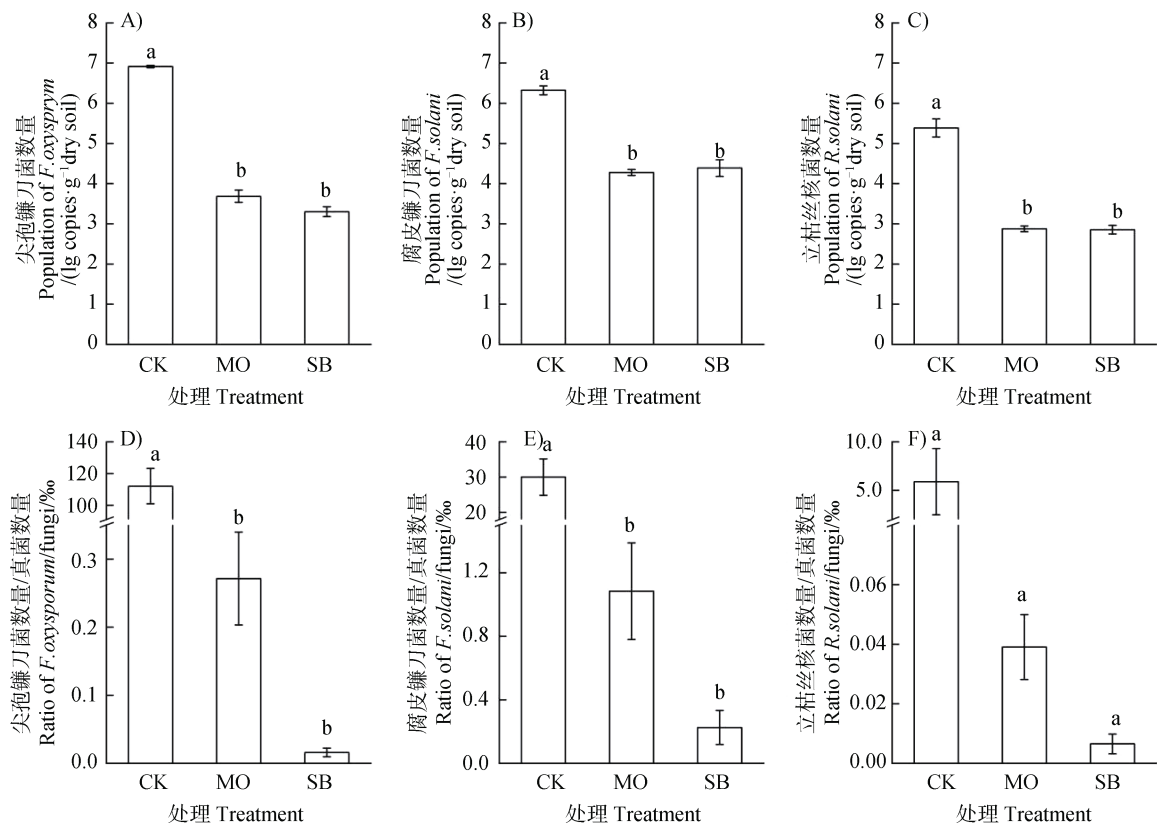 A)
8
7
6
5
4
3
2
1
0
a
b
b
CK
MO
SB
处理 Treatment
尖孢镰刀菌数量
Population of F.oxysprym
/(lg copies·g⁻¹dry soil)
B)
8
7
6
5
4
3
2
1
0
a
b
b
CK
MO
SB
处理 Treatment
腐皮镰刀菌数量
Population of F.solani
/(lg copies·g⁻¹dry soil)
C)
8
7
6
5
4
3
2
1
0
a
b
b
CK
MO
SB
处理 Treatment
立枯丝核菌数量
Population of R.solani
/(lg copies·g⁻¹dry soil)
D)
140
120
100
0.3
0.2
0.1
0.0
a
b
b
CK
MO
SB
处理 Treatment
尖孢镰刀菌数量/真菌数量
Ratio of F.oxysporum/fungi/‰
E)
40
30
20
1.2
0.8
0.4
0.0
a
b
b
CK
MO
SB
处理 Treatment
腐皮镰刀菌数量/真菌数量
Ratio of F.solani/fungi/‰
F)
10.0
5.0
0.06
0.04
0.02
0.00
a
a
a
CK
MO
SB
处理 Treatment
立枯丝核菌数量/真菌数量
Ratio of R.solani/fungi/‰